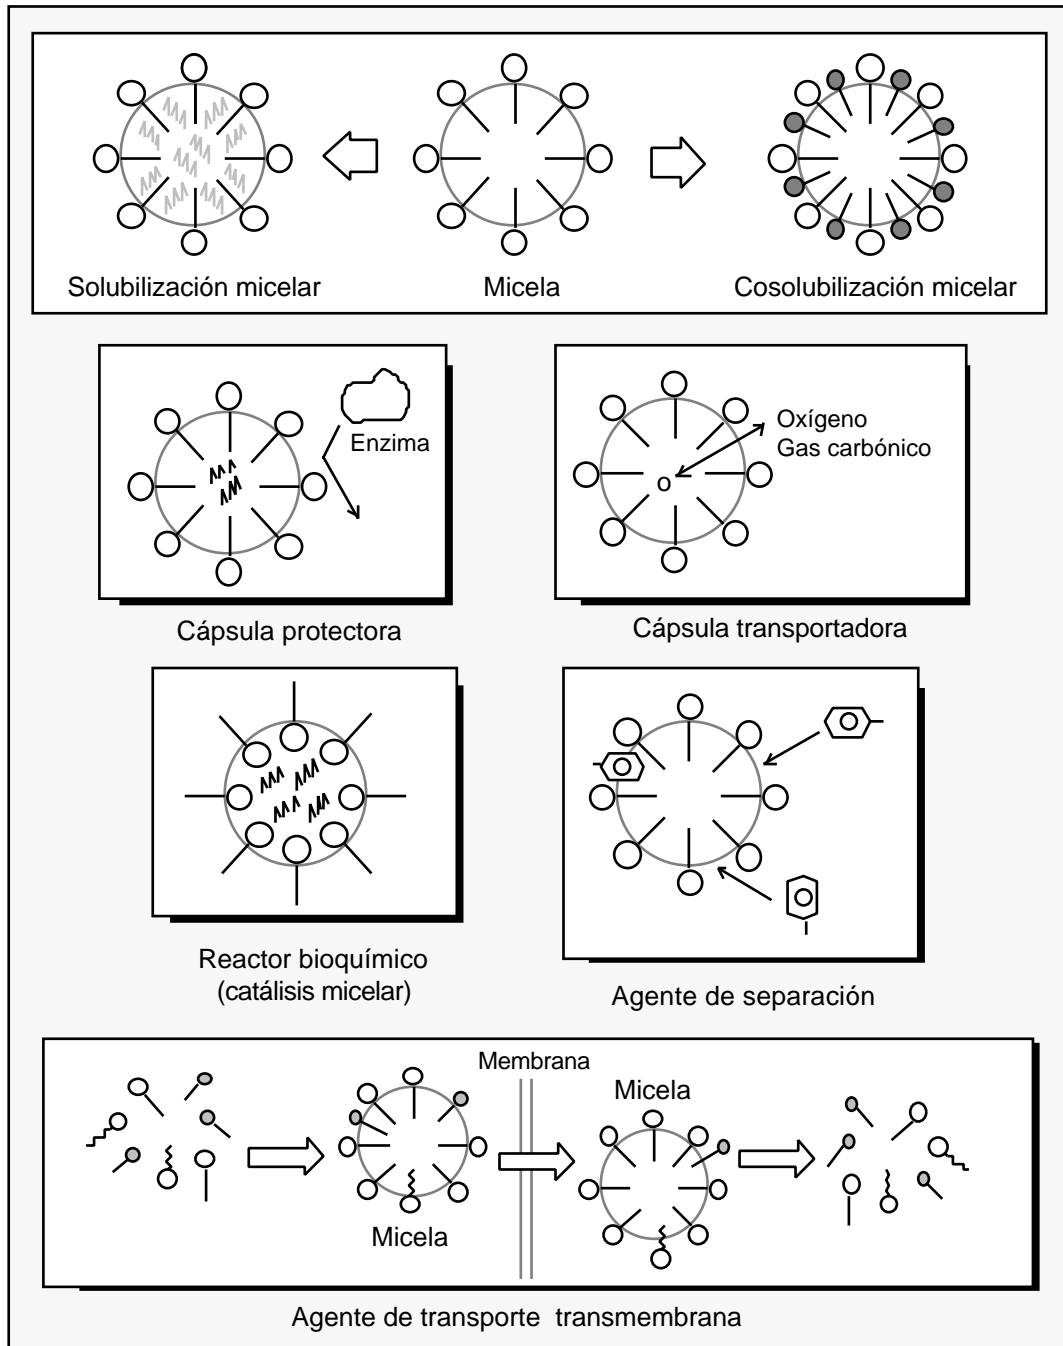 Solubilización micelar
Micela
Cosolubilización micelar
Enzima
Oxígeno
Gas carbónico
o
Cápsula protectora
Cápsula transportadora
Reactor bioquímico
(catálisis micelar)
Agente de separación
Membrana
Micela
Micela
Agente de transporte transmembrana